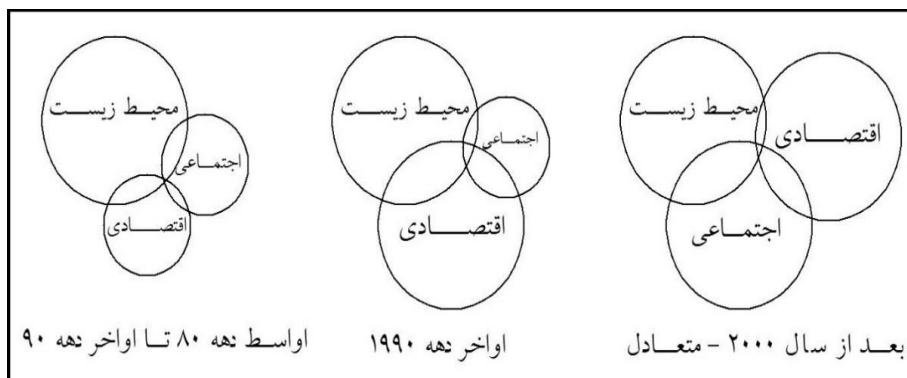 محیط زیست
اقتصادی
اجتماعی
بعد از سال ۲۰۰۰ - متعادل
محیط زیست
اجتماعی
اقتصادی
اواخر دهه ۱۹۹۰
محیط زیست
اجتماعی
اقتصادی
اواسط دهه ۸۰ تا اواخر دهه ۹۰